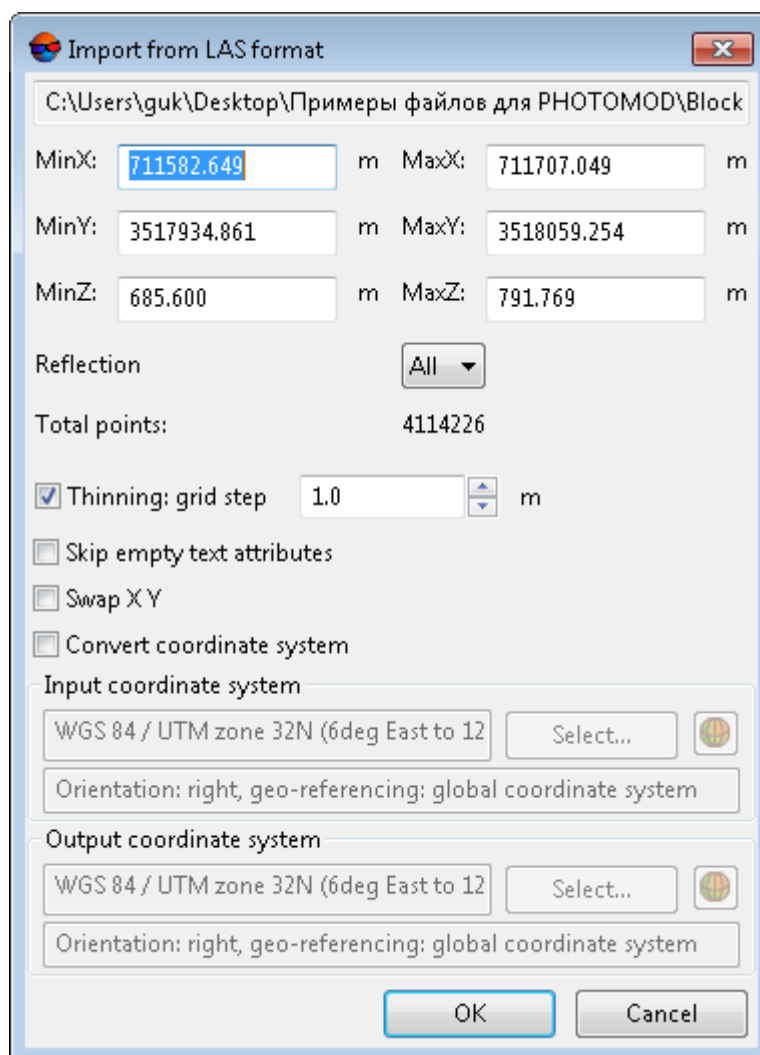 Import from LAS format
C:\Users\guk\Desktop\Примеры файлов для PHOTOMOD\Block
MinX: 711582.649 m MaxX: 711707.049 m
MinY: 3517934.861 m MaxY: 3518059.254 m
MinZ: 685.600 m MaxZ: 791.769 m
Reflection All
Total points: 4114226
Thinning: grid step 1.0 m
Skip empty text attributes
Swap X Y
Convert coordinate system
Input coordinate system
WGS 84 / UTM zone 32N (6deg East to 12 Select...
Orientation: right, geo-referencing: global coordinate system
Output coordinate system
WGS 84 / UTM zone 32N (6deg East to 12 Select...
Orientation: right, geo-referencing: global coordinate system
OK Cancel